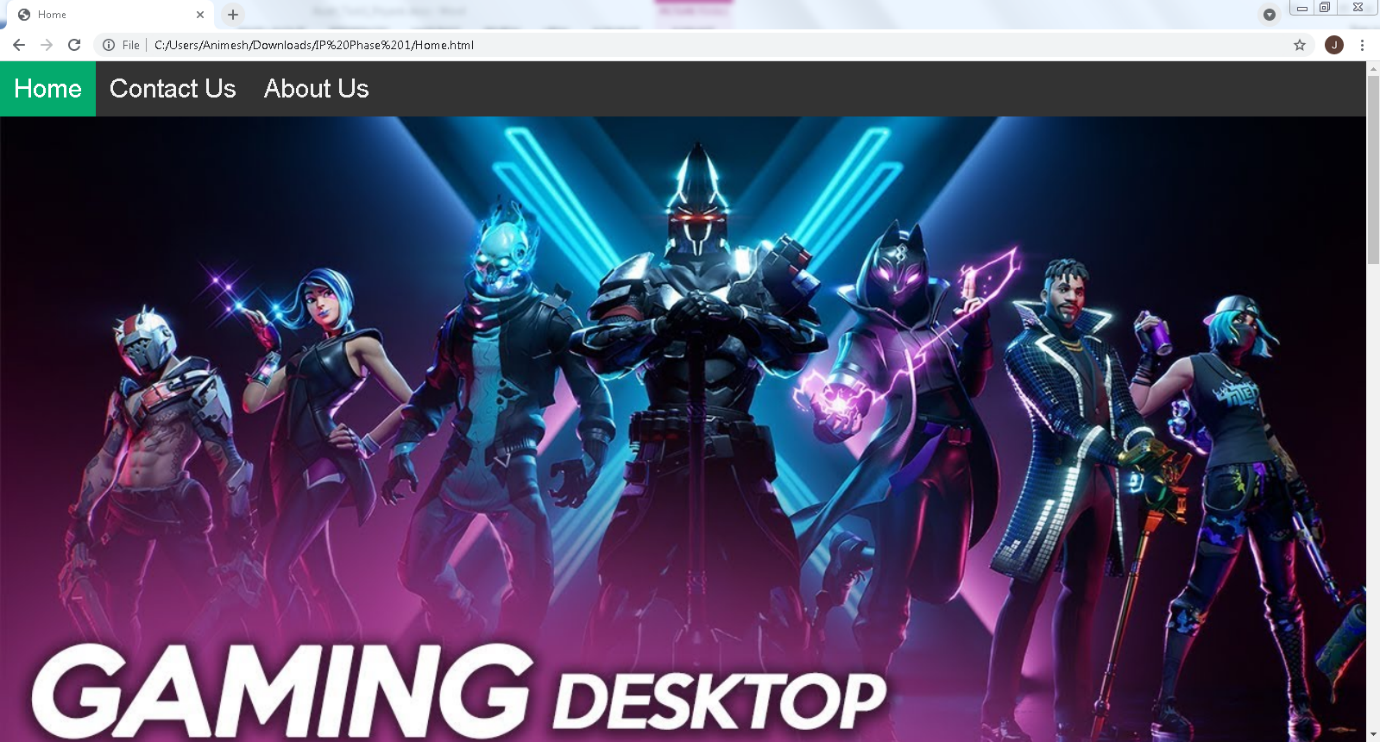 Home
File C:/Users/Animesh/Downloads/IP%20Phase%201/Home.html
J
Home Contact Us About Us
GAMING DESKTOP